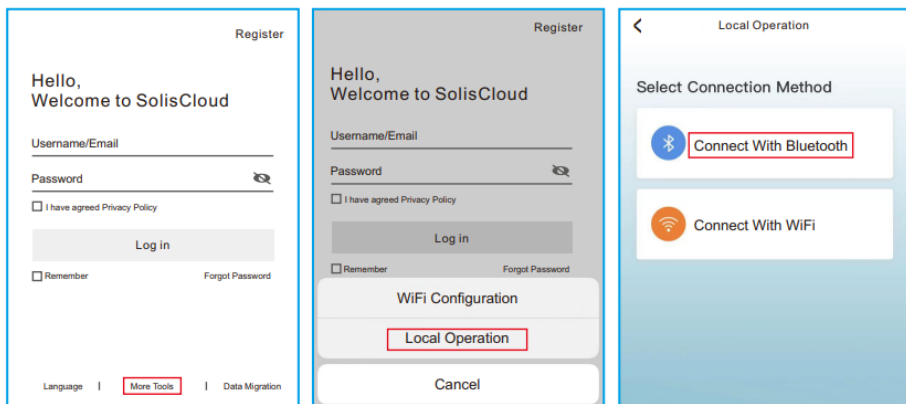 Register
Hello,
Welcome to SolisCloud
Username/Email
Password
I have agreed Privacy Policy
Log in
Remember Forgot Password
Language | More Tools | Data Migration
Register
Hello,
Welcome to SolisCloud
Username/Email
Password
I have agreed Privacy Policy
Log in
Remember Forgot Password
WiFi Configuration
Local Operation
Cancel
Local Operation
Select Connection Method
Connect With Bluetooth
Connect With WiFi